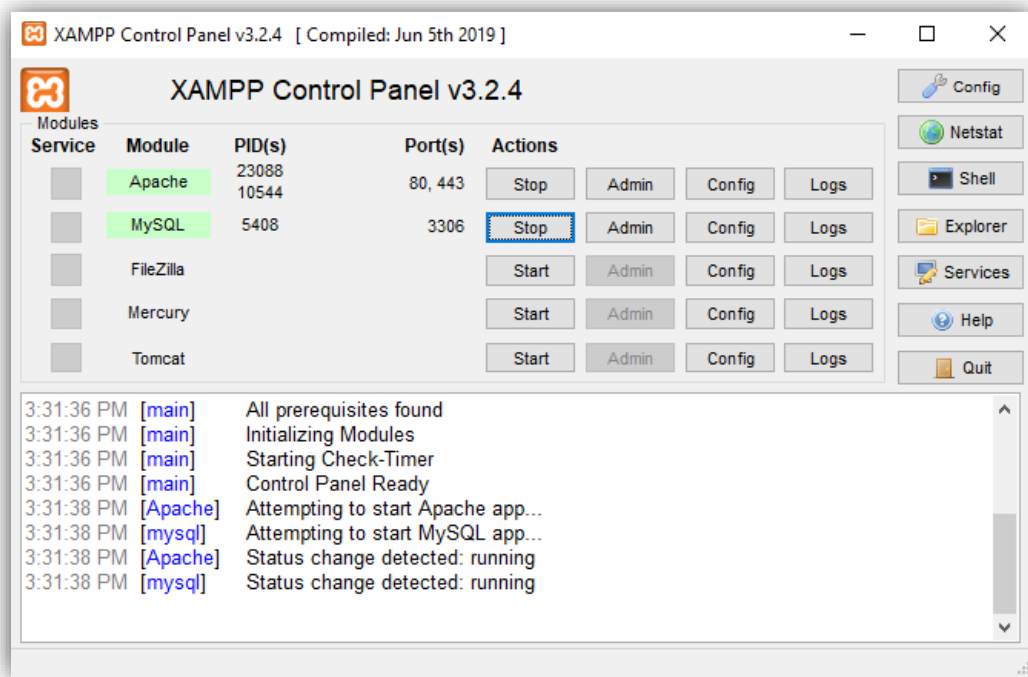 XAMPP Control Panel v3.2.4 [ Compiled: Jun 5th 2019 ]
XAMPP Control Panel v3.2.4
Config
Modules
Netstat
Service Module PID(s) Port(s) Actions
Apache 23088 10544 80, 443 Stop Admin Config Logs
Shell
MySQL 5408 3306 Stop Admin Config Logs
Explorer
FileZilla Start Admin Config Logs
Services
Mercury Start Admin Config Logs
Help
Tomcat Start Admin Config Logs
Quit
3:31:36 PM [main] All prerequisites found
3:31:36 PM [main] Initializing Modules
3:31:36 PM [main] Starting Check-Timer
3:31:36 PM [main] Control Panel Ready
3:31:38 PM [Apache] Attempting to start Apache app...
3:31:38 PM [mysql] Attempting to start MySQL app...
3:31:38 PM [Apache] Status change detected: running
3:31:38 PM [mysql] Status change detected: running